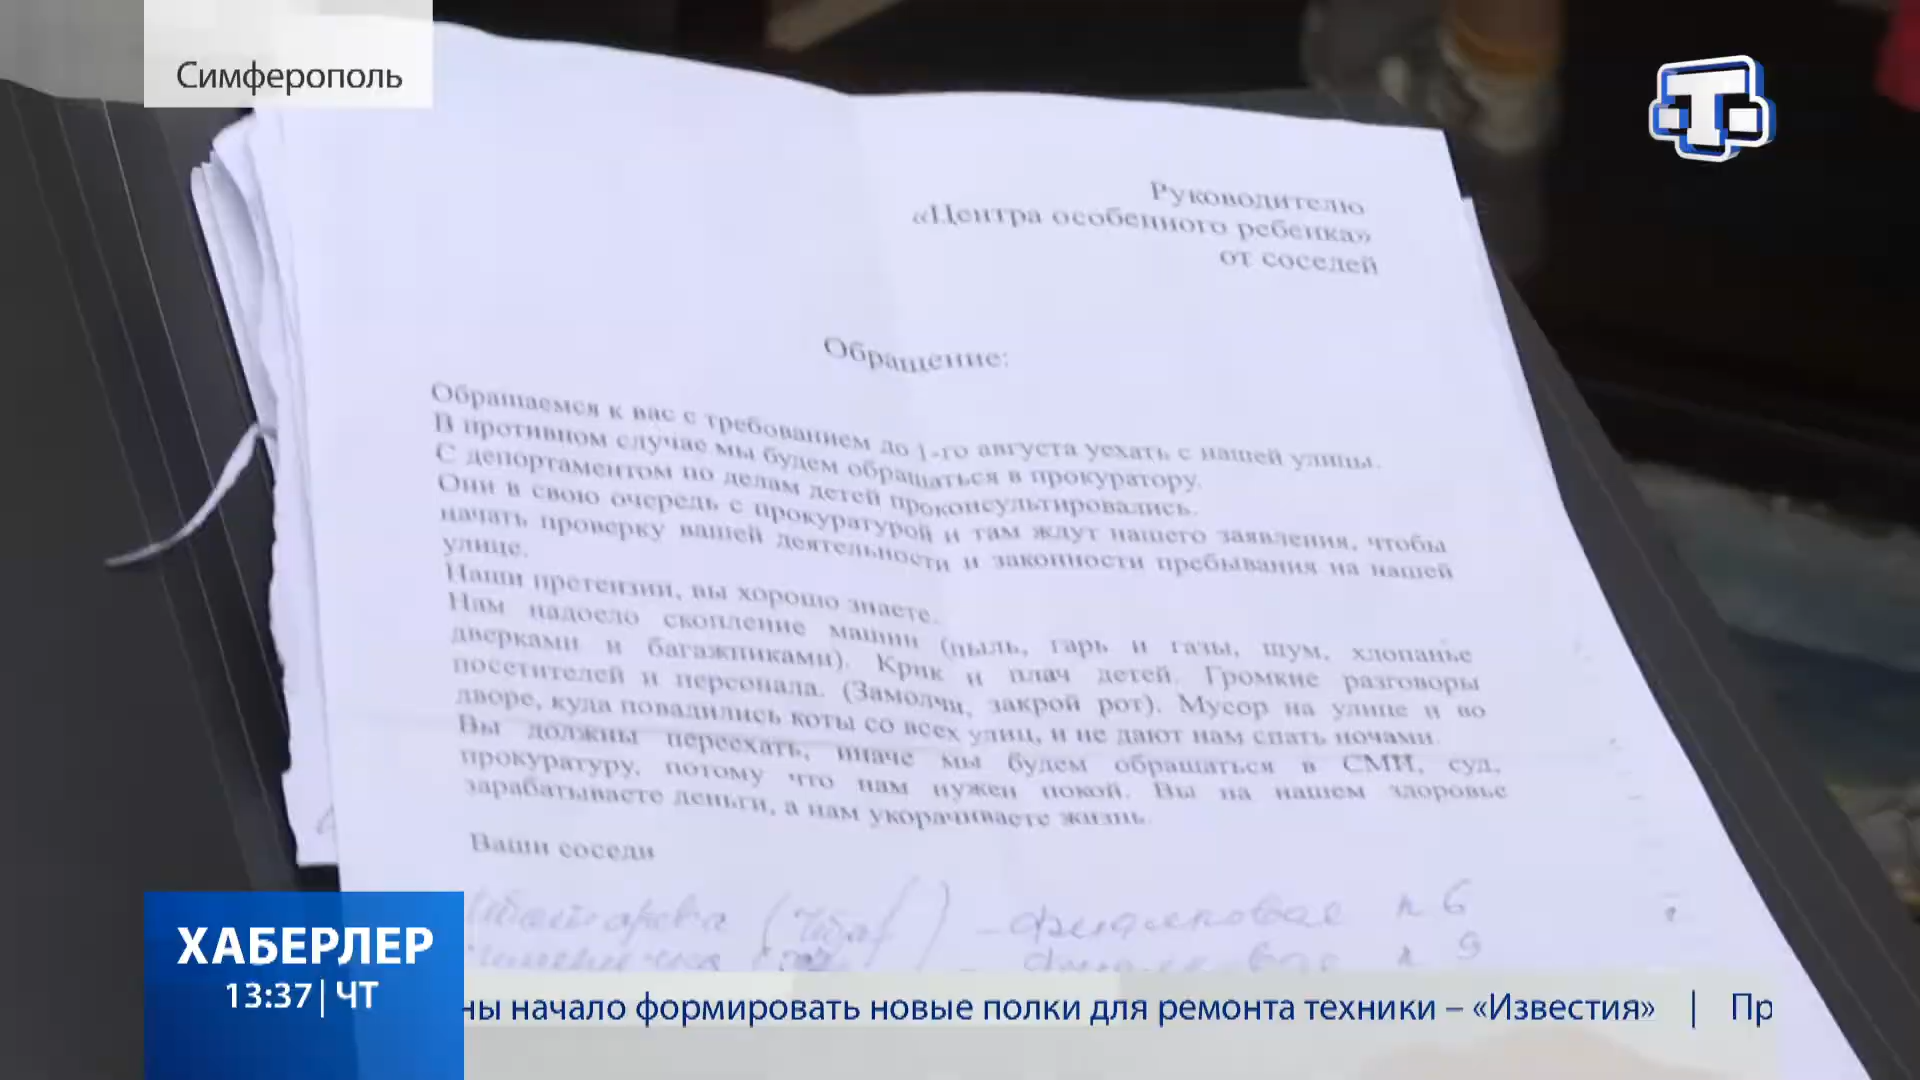 Симферополь
Т
Руководителю
«Центра особенного ребенка»
от соседей
Обращение:
Обращаемся к вас с требованием до 1-го августа уехать с нашей улицы.
В противном случае мы будем обращаться в прокуратору.
С депортаментом по делам детей проконсультировались.
Они в свою очередь с прокуратурой и там ждут нашего заявления, чтобы
начать проверку вашей деятельности и законности пребывания на нашей
улице.
Наши претензии, вы хорошо знаете.
Нам надоело скопление машин (пыль, гарь и газы, шум, хлопанье
дверками и багажниками). Крик и плач детей. Громкие разговоры
посетителей и персонала. (Замолчи, закрой рот). Мусор на улице и во
дворе, куда повадились коты со всех улиц, и не дают нам спать ночами.
Вы должны переехать, иначе мы будем обращаться в СМИ, суд,
прокуратуру, потому что нам нужен покой. Вы на нашем здоровье
зарабатываете деньги, а нам укорачиваете жизнь.
Ваши соседи
6
9
ХАБЕРЛЕР
13:37 | ЧТ
ны начало формировать новые полки для ремонта техники – «Известия» | Пр